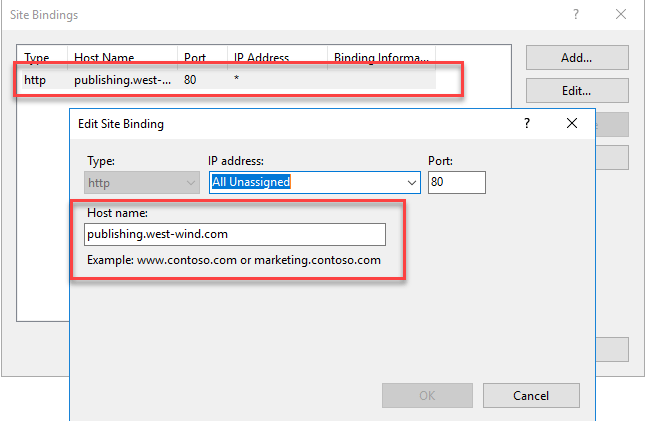 Site Bindings ?
Type Host Name Port IP Address Binding Informa...
http publishing.west-... 80 *
Add...
Edit...
Edit Site Binding ?
Type: IP address: Port:
http All Unassigned 80
Host name:
publishing.west-wind.com
Example: www.contoso.com or marketing.contoso.com
OK Cancel